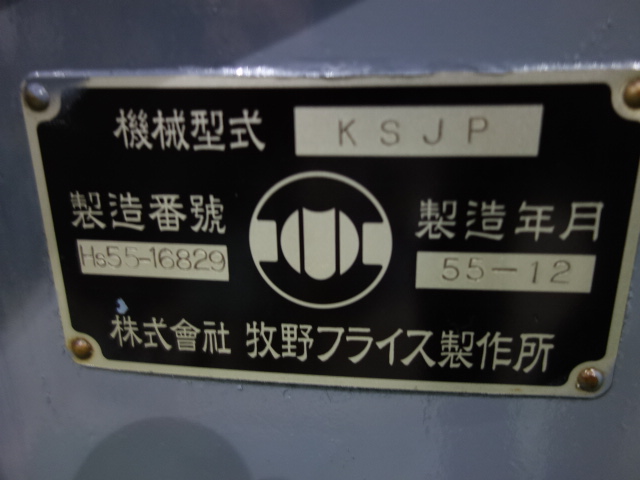 機械型式 KSJP
製造番號 製造年月
Hs55-16829 55-12
株式會社 牧野フライス製作所